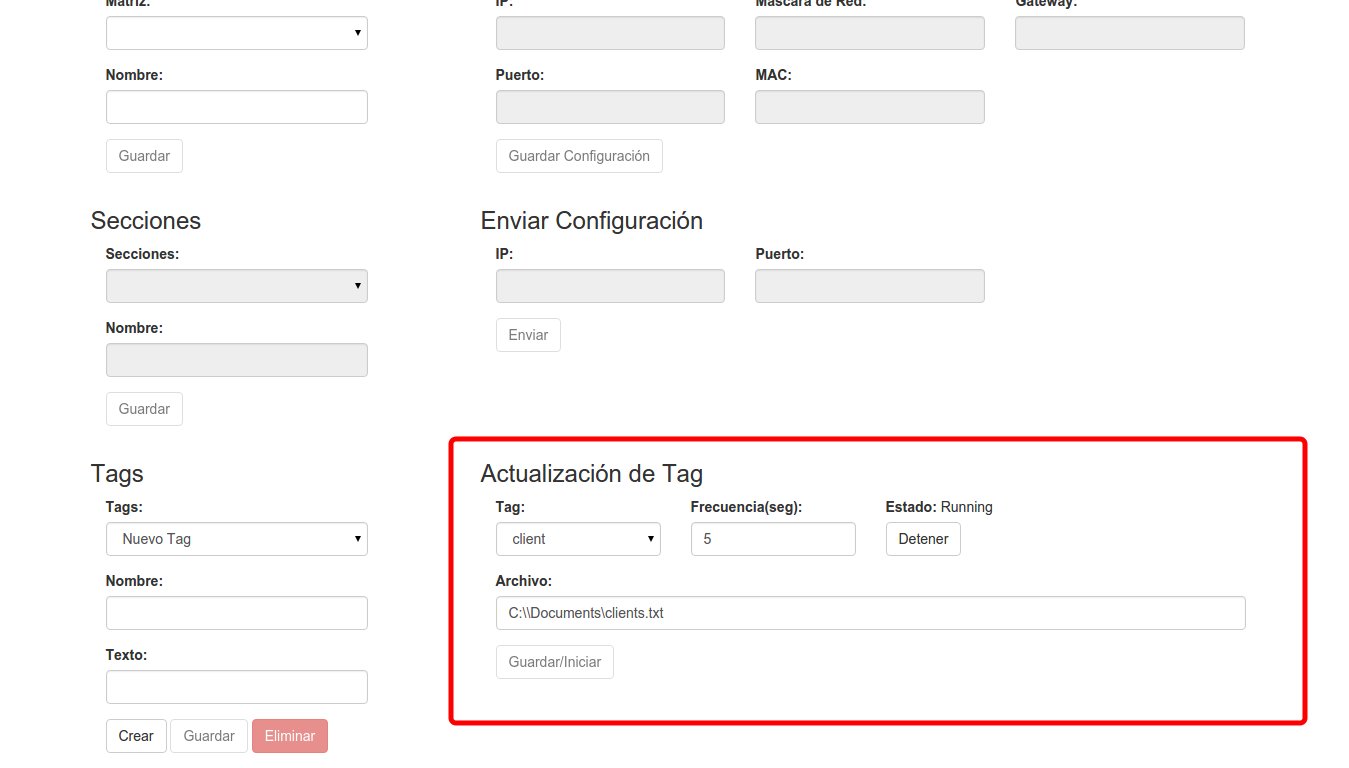 Matriz:
IP:
Máscara de Red:
Gateway:
Nombre:
Puerto:
MAC:
Guardar
Guardar Configuración
Secciones
Enviar Configuración
Secciones:
IP:
Puerto:
Nombre:
Enviar
Guardar
Tags
Tags:
Nuevo Tag
Nombre:
Texto:
Crear Guardar Eliminar
Actualización de Tag
Tag:
Frecuencia(seg):
Estado: Running
client
5
Detener
Archivo:
C:\\Documents\clients.txt
Guardar/Iniciar